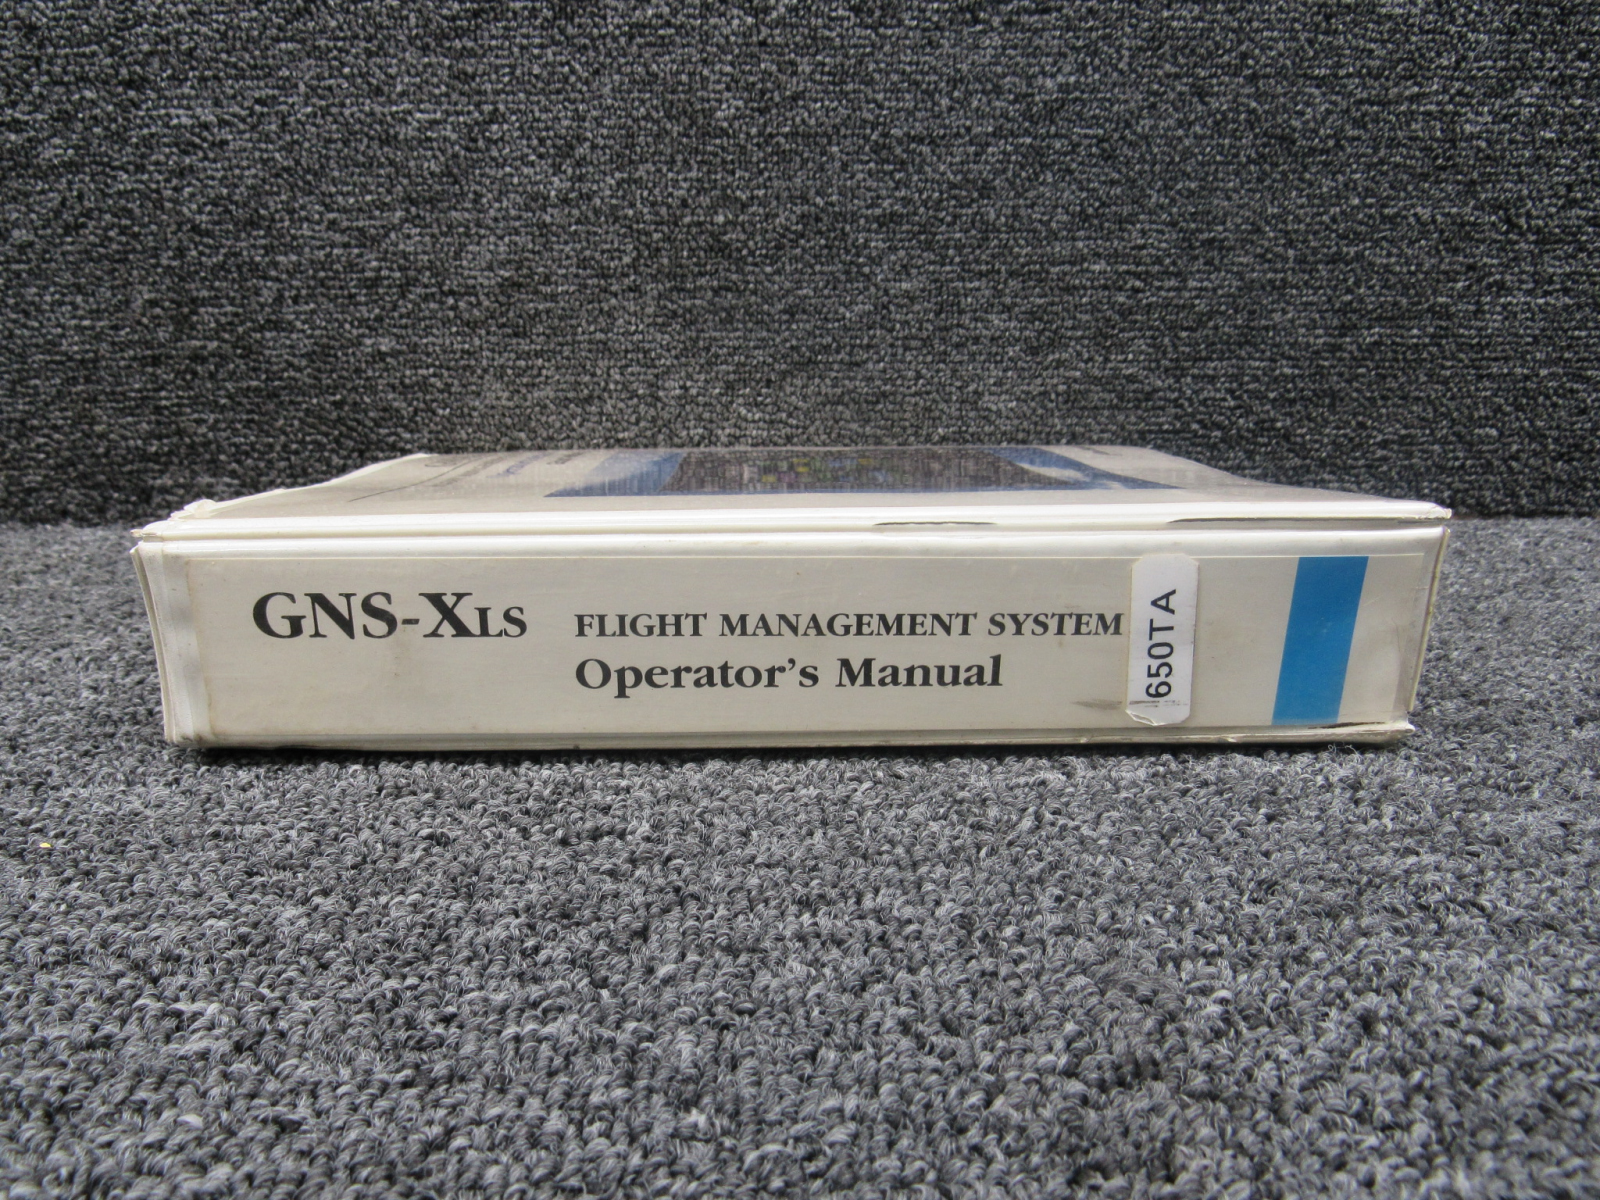 GNS-XLS
FLIGHT MANAGEMENT SYSTEM
Operator's Manual
650TA